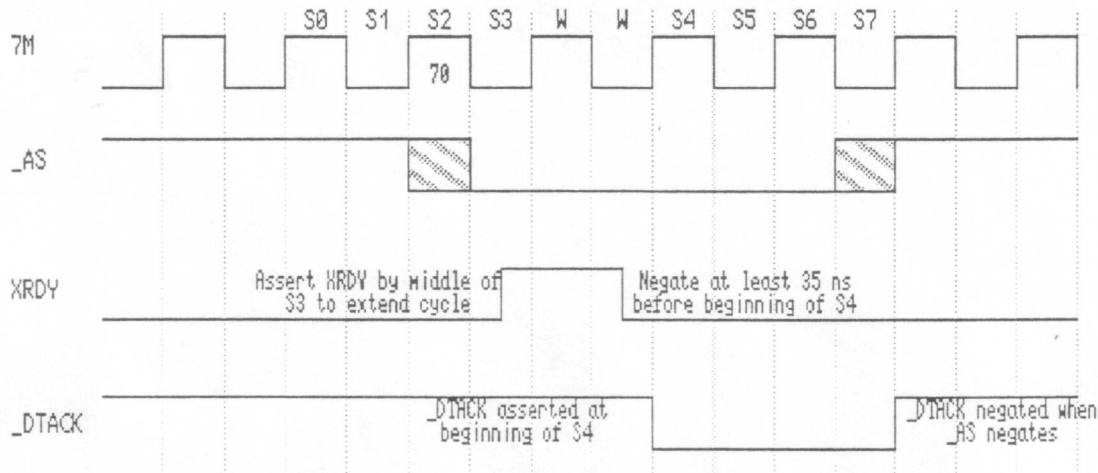 S0 S1 S2 S3 W W S4 S5 S6 S7
7M
70
_AS
XRDY
Assert XRDY by middle of
S3 to extend cycle
Negate at least 35 ns
before beginning of S4
_DTACK
_DTACK asserted at
beginning of S4
_DTACK negated when
_AS negates